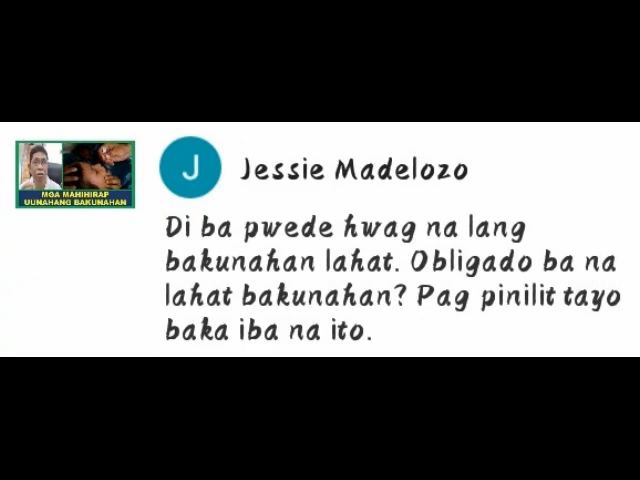 MGA MAHIHIRAP
UUNAHANG BAKUNAHAN
J
Jessie Madelozo
Di ba pwede hwag na lang
bakunahan lahat. Obligado ba na
lahat bakunahan? Pag pinilit tayo
baka iba na ito.